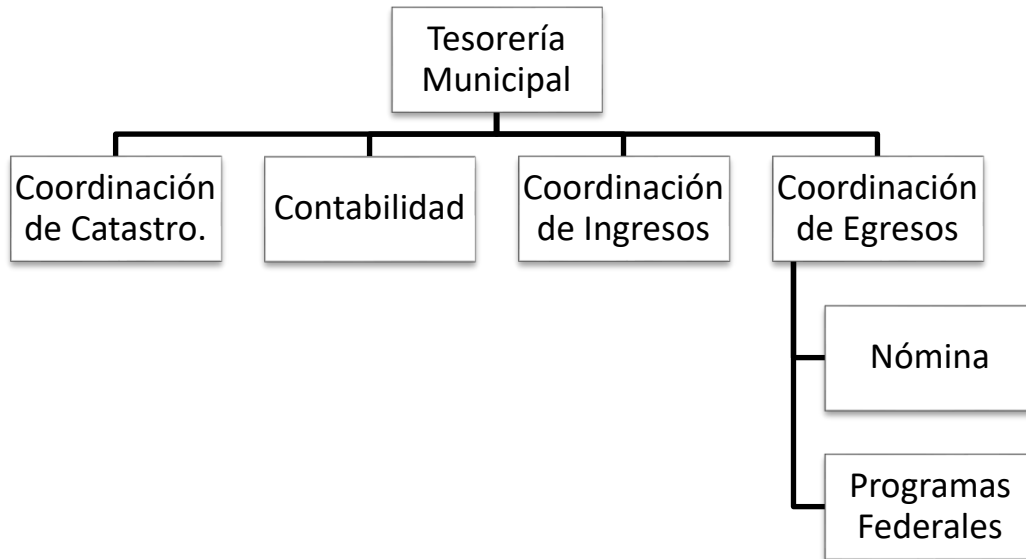 Tesorería
Municipal
Coordinación
de Catastro.
Contabilidad
Coordinación
de Ingresos
Coordinación
de Egresos
Nómina
Programas
Federales